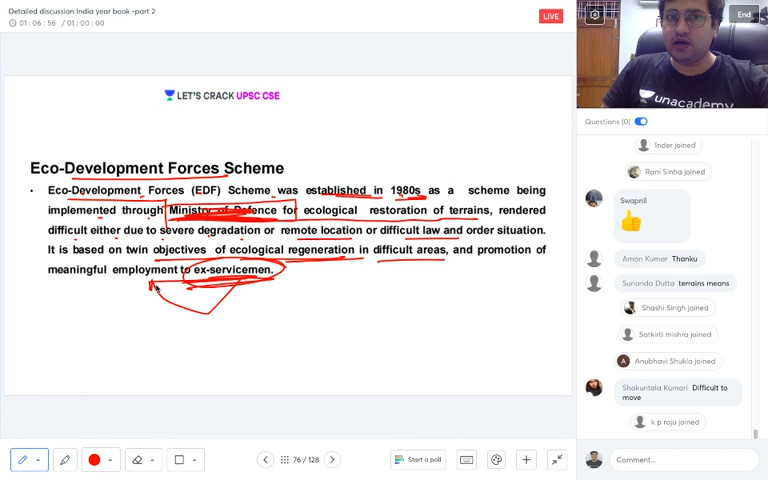 Detailed discussion India year book -part 2
01 : 06 : 56 / 01 : 00 : 00
LIVE
End
LET'S CRACK UPSC CSE
Eco-Development Forces Scheme
• Eco-Development Forces (EDF) Scheme was established in 1980s as a scheme being
implemented through Ministry of Defence for ecological restoration of terrains, rendered
difficult either due to severe degradation or remote location or difficult law and order situation.
It is based on twin objectives of ecological regeneration in difficult areas, and promotion of
meaningful employment to ex-servicemen.
unacademy
Questions (0)
Inder joined
Roni Sinha joined
Swapnil
Aman Kumar Thanku
Sunanda Dutta terrains means
Shashi Singh joined
Satkirti mishra joined
A Anubhavi Shukla joined
Shakuntala Kumari Difficult to
move
k p raju joined
76 / 128
Start a poll
Comment...